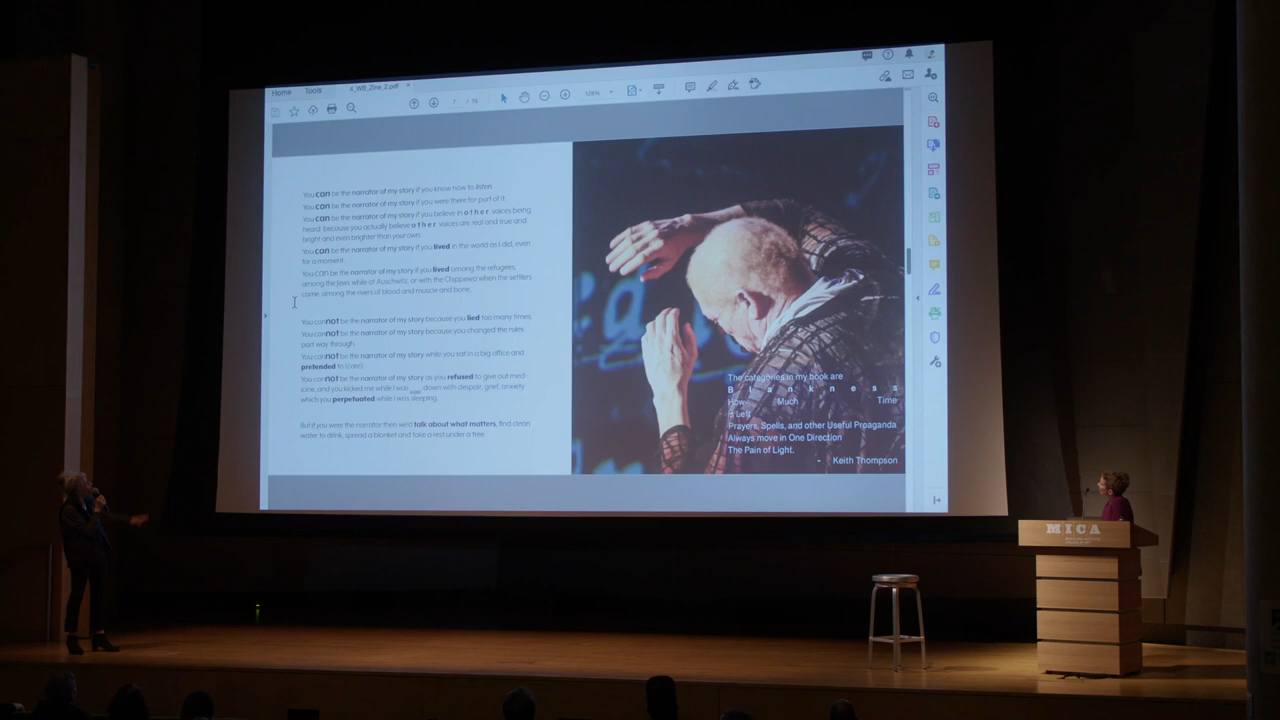 Home Tools 4_WB_Zine_2.pdf ×
7 / 16 128%
You can be the narrator of my story if you know how to listen.
You can be the narrator of my story if you were there for part of it.
You can be the narrator of my story if you believe in other voices being
heard because you actually believe other voices are real and true and
bright and even brighter than your own.
You can be the narrator of my story if you lived in the world as I did, even
for a moment.
You can be the narrator of my story if you lived among the refugees,
among the Jews while at Auschwitz, or with the Chippewa when the settlers
came, among the rivers of blood and muscle and bone.
You cannot be the narrator of my story because you lied too many times.
You cannot be the narrator of my story because you changed the rules
part way through.
You cannot be the narrator of my story while you sat in a big office and
pretended to (care).
You cannot be the narrator of my story as you refused to give out med-
icine, and you kicked me while I was down with despair, grief, anxiety
which you perpetuated while I was sleeping.
But if you were the narrator then we'd talk about what matters, find clean
water to drink, spread a blanket and take a rest under a tree.
The categories in my book are
B l a n k n e s s
How Much Time
is Left
Prayers, Spells, and other Useful Propaganda
Always move in One Direction
The Pain of Light.
- Keith Thompson
MICA